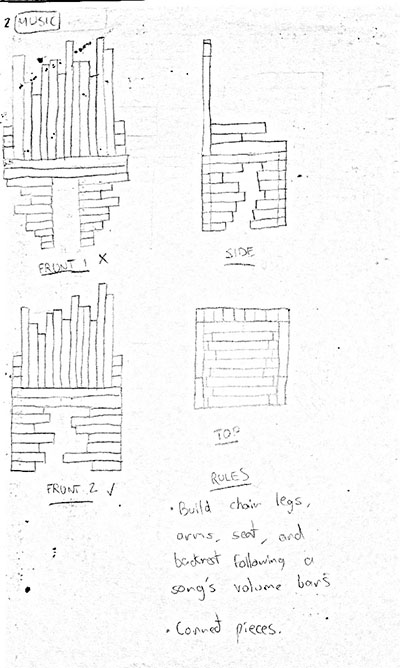 2 MUSIC
FRONT 1 X
SIDE
FRONT 2 ✓
TOP
RULES
• Build chair legs,
arms, seat, and
backrest following a
song's volume bars
• Connect pieces.